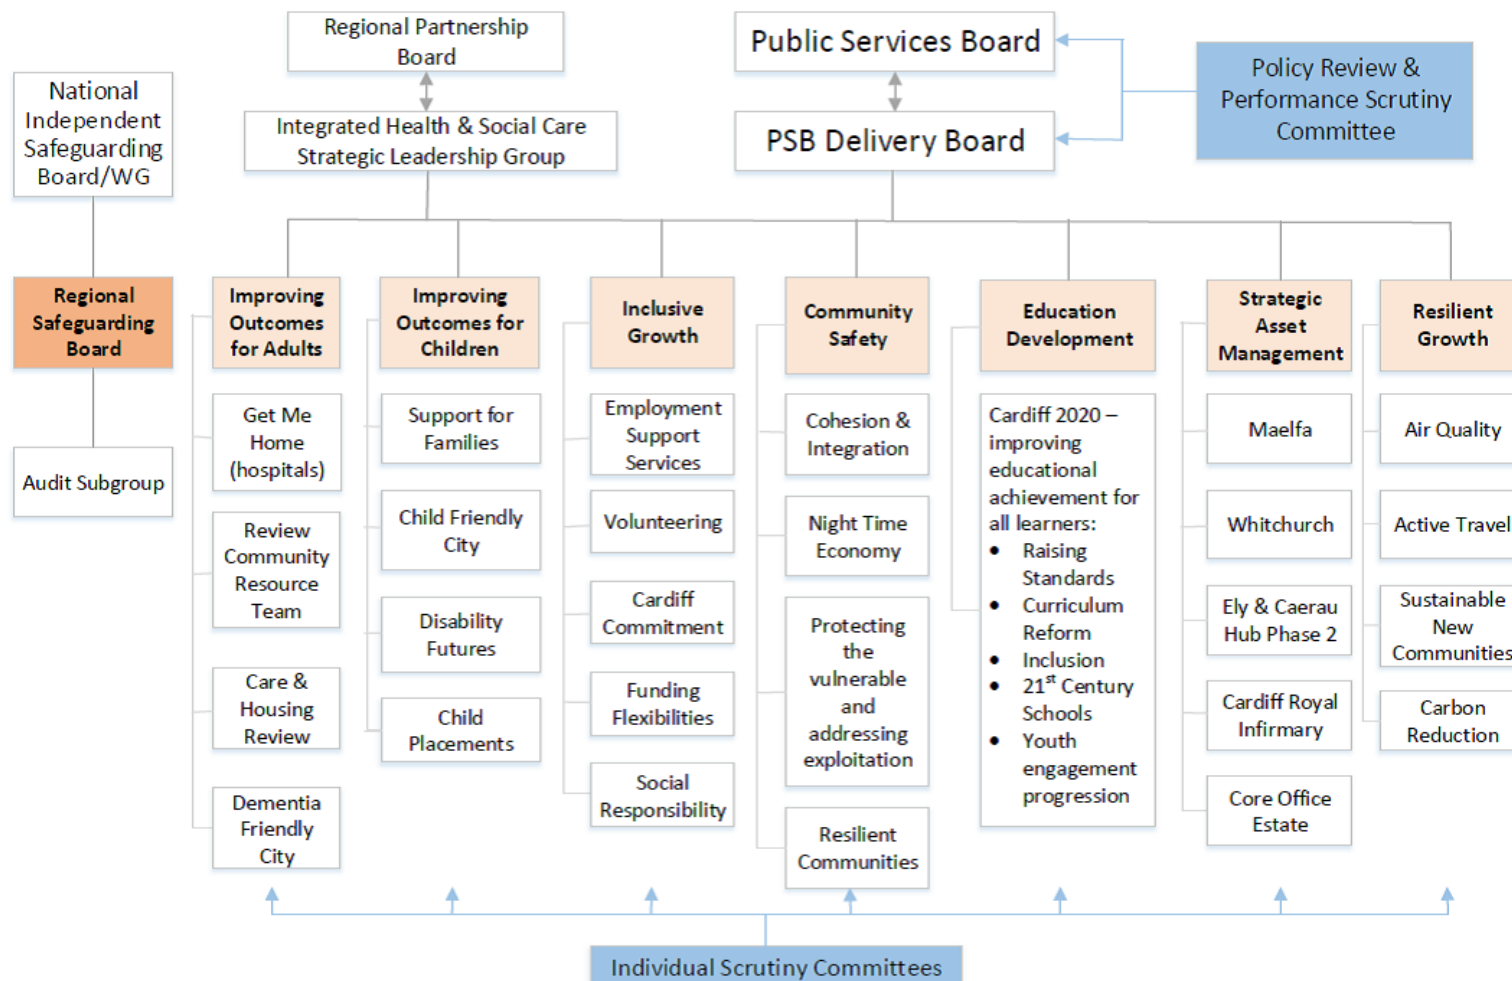 Regional Partnership
Board
Public Services Board
Policy Review &
Performance Scrutiny
Committee
National
Independent
Safeguarding
Board/WG
Integrated Health & Social Care
Strategic Leadership Group
PSB Delivery Board
Regional
Safeguarding
Board
Audit Subgroup
Improving
Outcomes
for Adults
Get Me
Home
(hospitals)
Review
Community
Resource
Team
Care &
Housing
Review
Dementia
Friendly
City
Improving
Outcomes for
Children
Support for
Families
Child Friendly
City
Disability
Futures
Child
Placements
Inclusive
Growth
Employment
Support
Services
Volunteering
Cardiff
Commitment
Funding
Flexibilities
Social
Responsibility
Community
Safety
Cohesion &
Integration
Night Time
Economy
Protecting
the
vulnerable
and
addressing
exploitation
Resilient
Communities
Education
Development
Cardiff 2020 –
improving
educational
achievement for
all learners:
• Raising
Standards
• Curriculum
Reform
• Inclusion
• 21st Century
Schools
• Youth
engagement
progression
Strategic
Asset
Management
Maelfa
Whitchurch
Ely & Caerau
Hub Phase 2
Cardiff Royal
Infirmary
Core Office
Estate
Resilient
Growth
Air Quality
Active Travel
Sustainable
New
Communities
Carbon
Reduction
Individual Scrutiny Committees